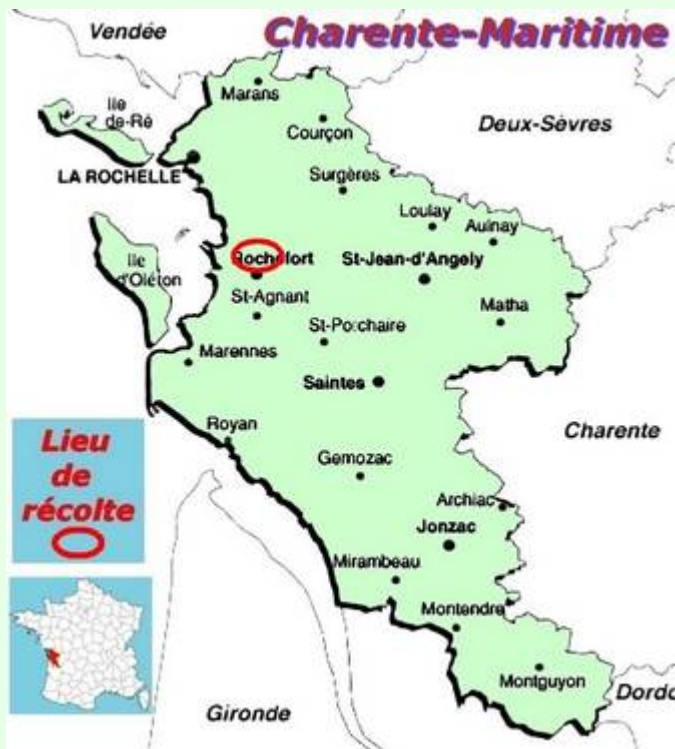 Charente-Maritime
Vendée
Marans
Ile
de-Ré
Courçon
Deux-Sèvres
LA ROCHELLE
Surgères
Loulay
Aulnay
Rochefort
St-Jean-d'Angely
Ile
d'Oléron
St-Agnant
Matha
St-Porchaire
Marennes
Saintes
Royan
Charente
Lieu
de
récolte
Gemozac
Archiac
Jonzac
Mirambeau
Montendre
Montguyon
Dordo
Gironde